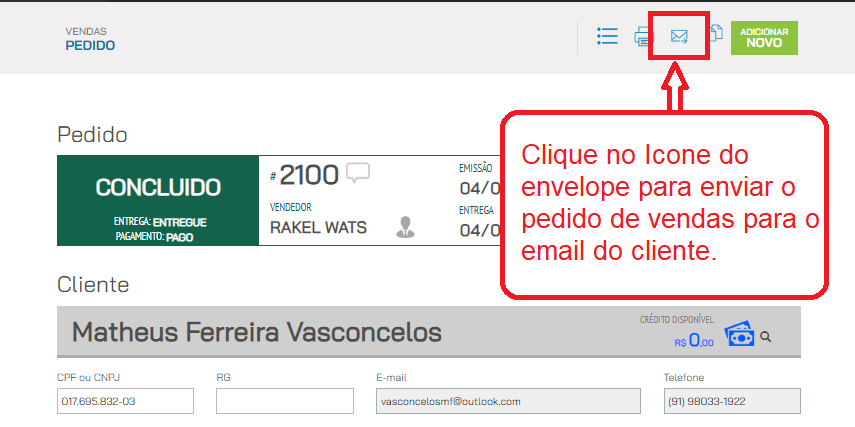 VENDAS
PEDIDO
ADICIONAR
NOVO
Pedido
CONCLUIDO
ENTREGA: ENTREGUE
PAGAMENTO: PAGO
# 2100
VENDEDOR
RAKEL WATS
EMISSÃO
04/0
ENTREGA
04/0
Clique no Icone do
envelope para enviar o
pedido de vendas para o
email do cliente.
Cliente
Matheus Ferreira Vasconcelos
CRÉDITO DISPONÍVEL
R$ 0,00
CPF ou CNPJ
017.695.832-03
RG
E-mail
vasconcelosmf@outlook.com
Telefone
(91) 98033-1922